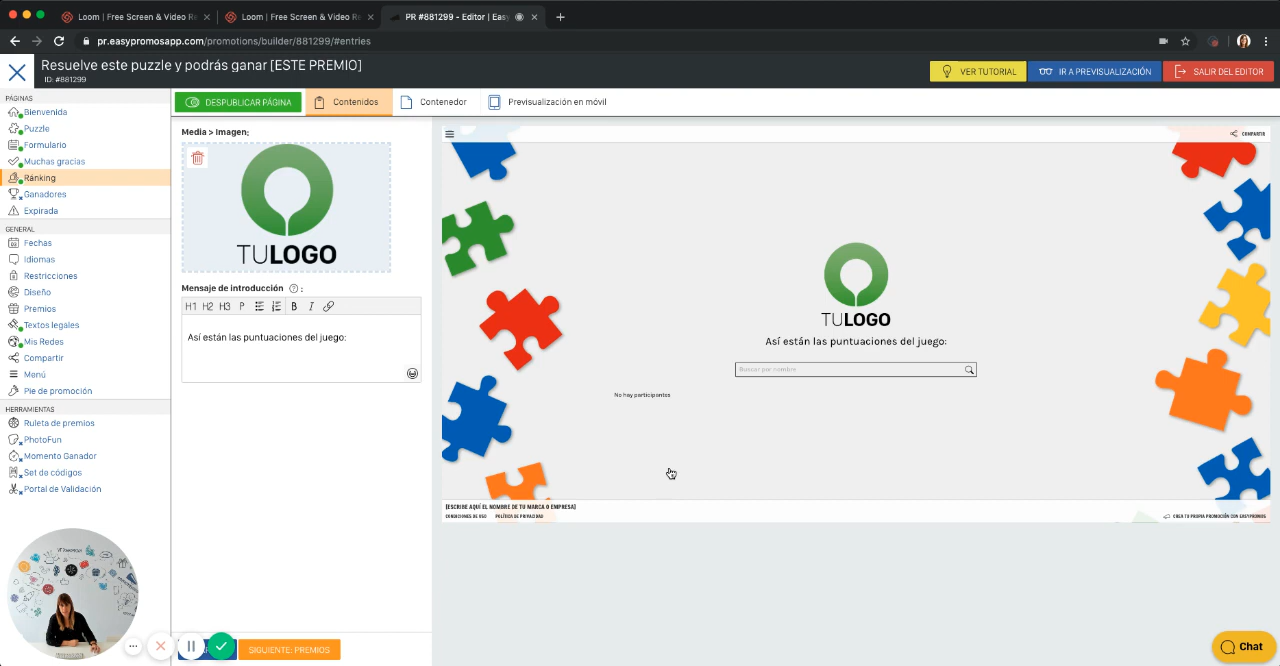 Loom | Free Screen & Video Re
Loom | Free Screen & Video Re
PR #881299 - Editor | Easy
pr.easypromosapp.com/promotions/builder/881299/#entries
Resuelve este puzzle y podrás ganar [ESTE PREMIO]
ID: #881299
VER TUTORIAL
IR A PREVISUALIZACIÓN
SALIR DEL EDITOR
PÁGINAS
Bienvenida
Puzzle
Formulario
Muchas gracias
Ránking
Ganadores
Expirada
GENERAL
Fechas
Idiomas
Restricciones
Diseño
Premios
Textos legales
Mis Redes
Compartir
Menú
Pie de promoción
HERRAMIENTAS
Ruleta de premios
PhotoFun
Momento Ganador
Set de códigos
Portal de Validación
DESPUBLICAR PÁGINA
Contenidos
Contenedor
Previsualización en móvil
Media > Imagen:
TULOGO
Mensaje de introducción ? :
H1 H2 H3 P B I
Así están las puntuaciones del juego:
SIGUIENTE: PREMIOS
COMPARTIR
TULOGO
Así están las puntuaciones del juego:
Buscar por nombre
No hay participantes
[ESCRIBE AQUÍ EL NOMBRE DE TU MARCA O EMPRESA]
CONDICIONES DE USO POLÍTICA DE PRIVACIDAD
CREA TU PROPIA PROMOCIÓN CON EASYPROMOS
Chat